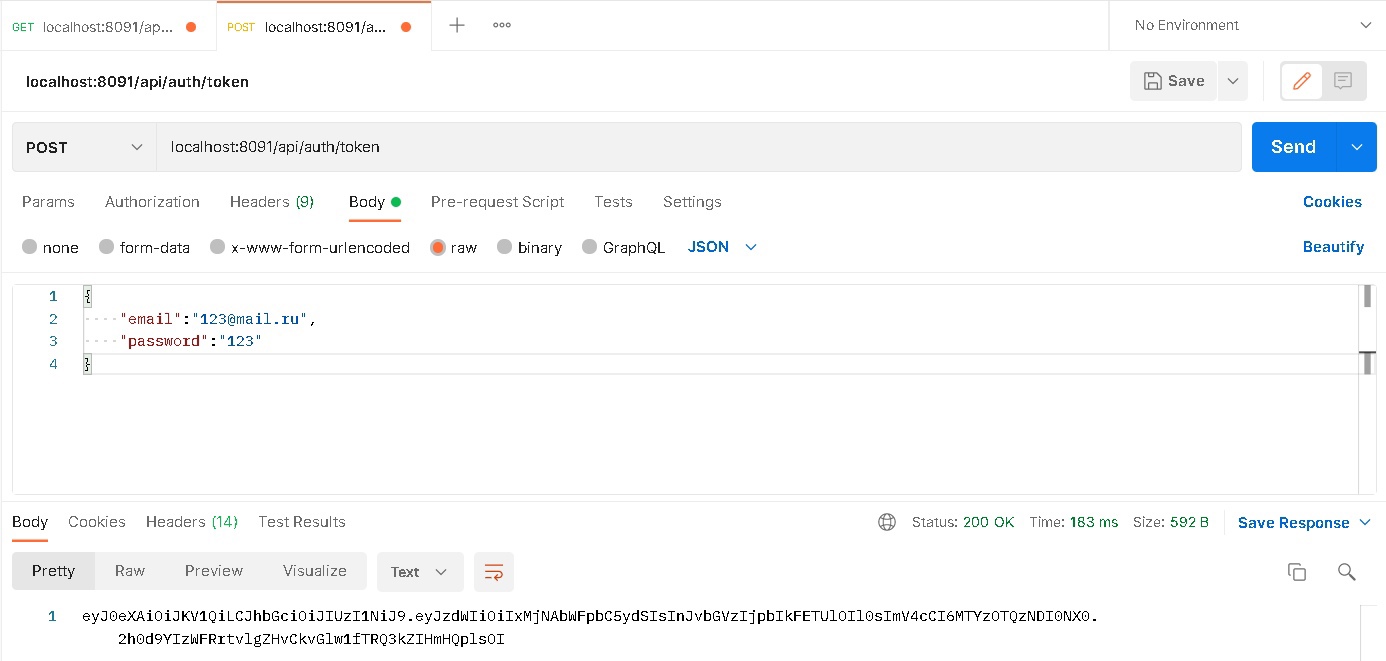 GET localhost:8091/ap...
POST localhost:8091/a...
No Environment
localhost:8091/api/auth/token
Save
POST
localhost:8091/api/auth/token
Send
Params Authorization Headers (9) Body Pre-request Script Tests Settings Cookies
none form-data x-www-form-urlencoded raw binary GraphQL JSON Beautify
1 {
2 "email":"123@mail.ru",
3 "password":"123"
4 }
Body Cookies Headers (14) Test Results Status: 200 OK Time: 183 ms Size: 592 B Save Response
Pretty Raw Preview Visualize Text
1 eyJ0eXAiOiJKV1QiLCJhbGciOiJIUzI1NiJ9.eyJzdWIiOiIxMjNAbWFpbC5ydSIsInJvbGVzIjpbIkFETUlOIl0sImV4cCI6MTYzOTQzNDI0NX0.
2h0d9YIzWFRrtvlgZHvCkvGlw1fTRQ3kZIHmHQplsOI